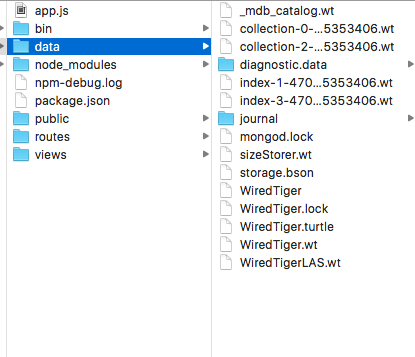 app.js
bin
data
node_modules
npm-debug.log
package.json
public
routes
views
_mdb_catalog.wt
collection-0-...5353406.wt
collection-2-...5353406.wt
diagnostic.data
index-1-470...5353406.wt
index-3-470...5353406.wt
journal
mongod.lock
sizeStorer.wt
storage.bson
WiredTiger
WiredTiger.lock
WiredTiger.turtle
WiredTiger.wt
WiredTigerLAS.wt